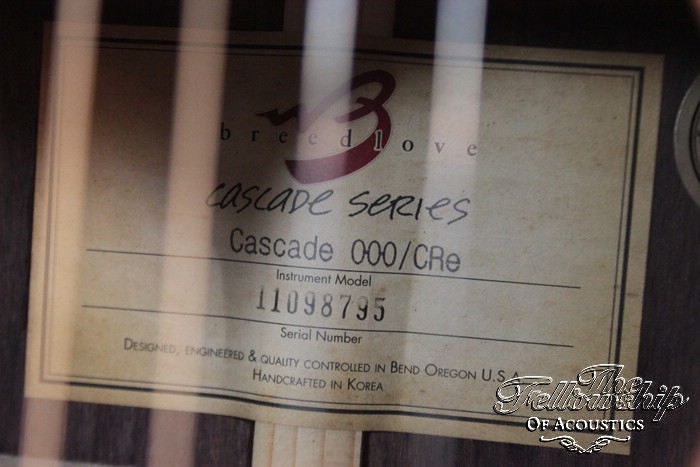 breedlove
cascade series
Cascade 000/CRe
Instrument Model
11098795
Serial Number
Designed, engineered & quality controlled in Bend Oregon U.S.A.
Handcrafted in Korea
The
Fellowship
Of Acoustics